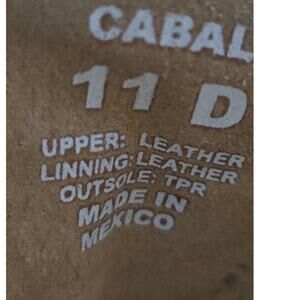 CABAL
11 D
UPPER: LEATHER
LINNING: LEATHER
OUTSOLE: TPR
MADE IN
MEXICO